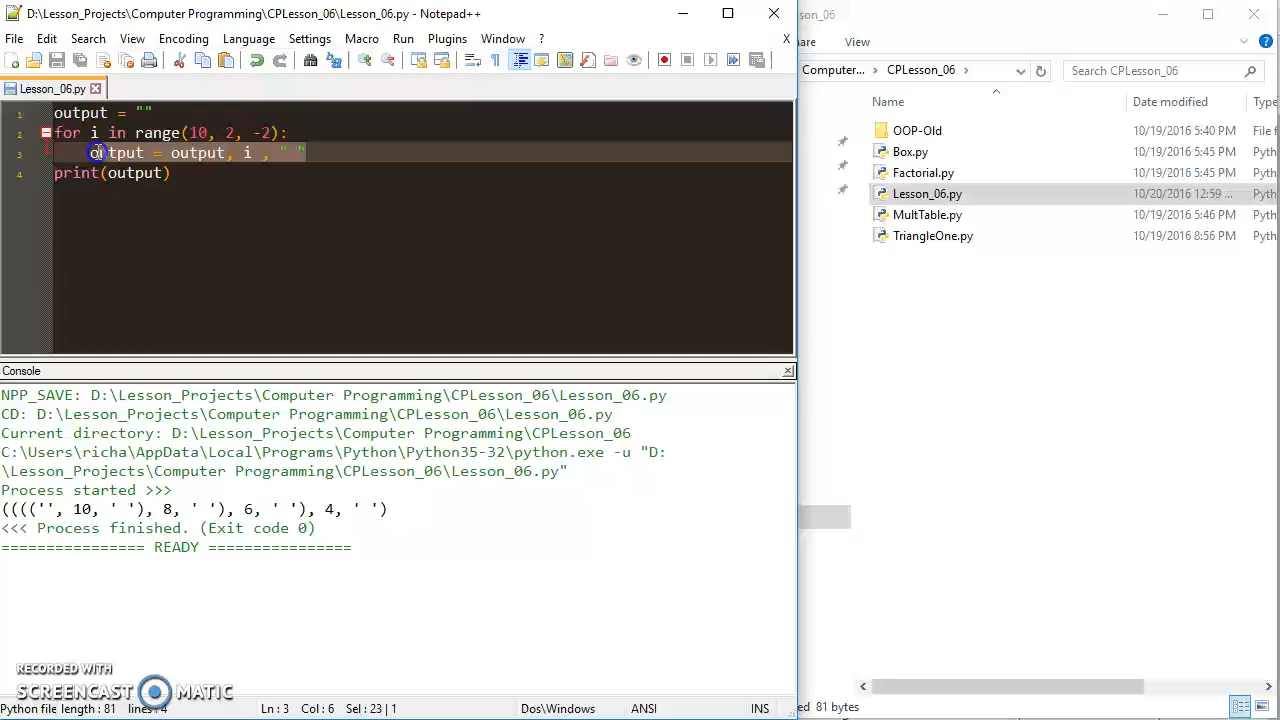 D:\Lesson_Projects\Computer Programming\CPLesson_06\Lesson_06.py - Notepad++
File Edit Search View Encoding Language Settings Macro Run Plugins Window ? X
Lesson_06.py
1 output = ""
2 for i in range(10, 2, -2):
3 output = output, i , " "
4 print(output)
Console
NPP_SAVE: D:\Lesson_Projects\Computer Programming\CPLesson_06\Lesson_06.py
CD: D:\Lesson_Projects\Computer Programming\CPLesson_06\Lesson_06.py
Current directory: D:\Lesson_Projects\Computer Programming\CPLesson_06
C:\Users\richa\AppData\Local\Programs\Python\Python35-32\python.exe -u "D:
\Lesson_Projects\Computer Programming\CPLesson_06\Lesson_06.py"
Process started >>>
(((('', 10, ' '), 8, ' '), 6, ' '), 4, ' ')
<<< Process finished. (Exit code 0)
================ READY ================
RECORDED WITH
SCREENCAST MATIC
Python file length : 81 lines : 4 Ln : 3 Col : 6 Sel : 23 | 1 Dos\Windows ANSI INS
son_06
are View
Computer... > CPLesson_06 > Search CPLesson_06
Name Date modified Type
OOP-Old 10/19/2016 5:40 PM File
Box.py 10/19/2016 5:45 PM Pyth
Factorial.py 10/19/2016 5:45 PM Pyth
Lesson_06.py 10/20/2016 12:59 ... Pyth
MultTable.py 10/19/2016 5:46 PM Pyth
TriangleOne.py 10/19/2016 8:56 PM Pyth
81 bytes